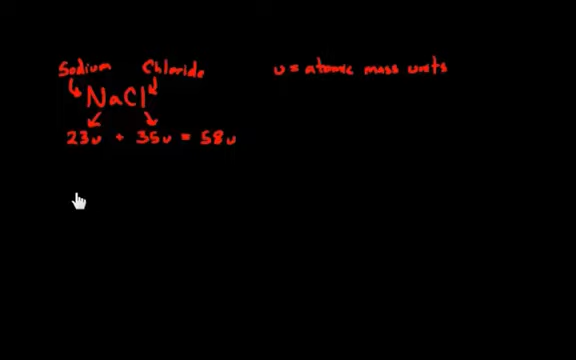 Sodium Chloride u = atomic mass units
NaCl
23u + 35u = 58u